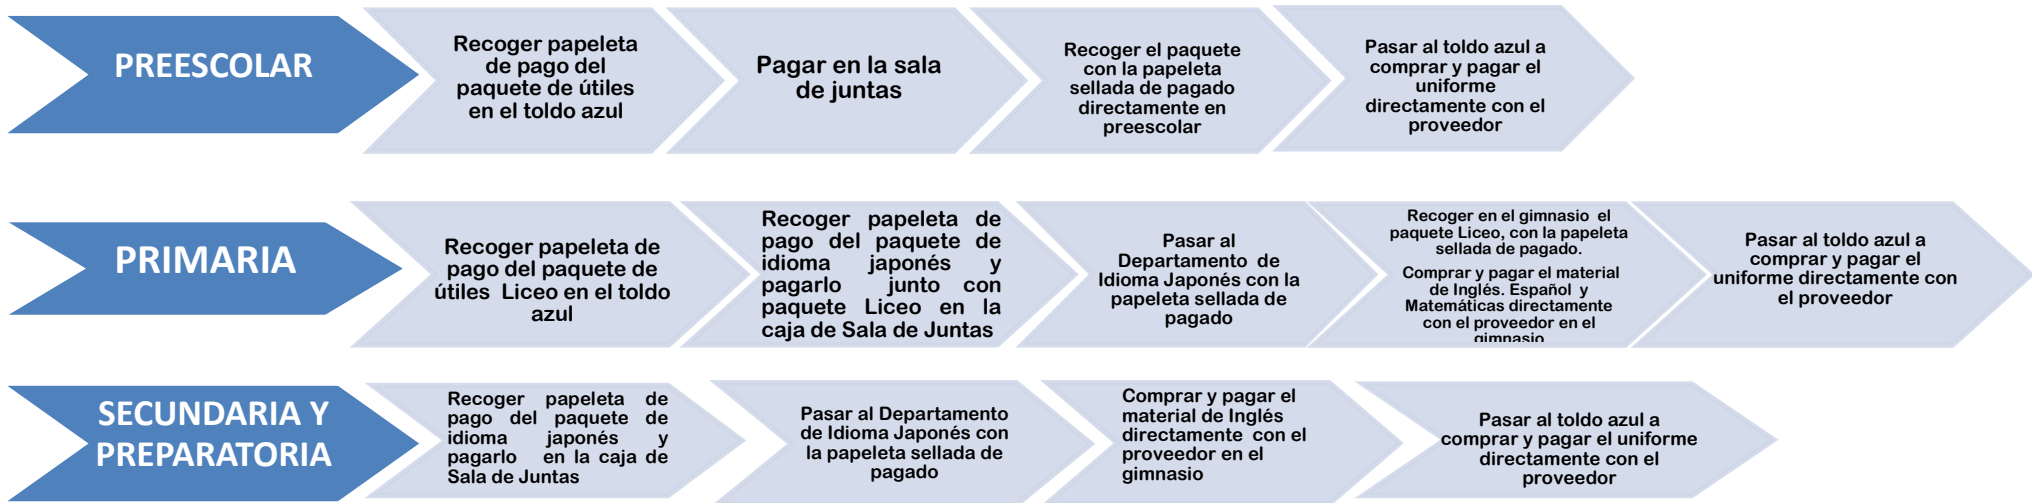 PREESCOLAR
Recoger papeleta
de pago del
paquete de útiles
en el toldo azul
Pagar en la sala
de juntas
Recoger el paquete
con la papeleta
sellada de pagado
directamente en
preescolar
Pasar al toldo azul a
comprar y pagar el
uniforme
directamente con el
proveedor
PRIMARIA
Recoger papeleta de
pago del paquete de
útiles Liceo en el toldo
azul
Recoger papeleta de
pago del paquete de
idioma japonés y
pagarlo junto con
paquete Liceo en la
caja de Sala de Juntas
Pasar al
Departamento de
Idioma Japonés con la
papeleta sellada de
pagado
Recoger en el gimnasio el
paquete Liceo, con la papeleta
sellada de pagado.
Comprar y pagar el material
de Inglés. Español y
Matemáticas directamente
con el proveedor en el
gimnasio
Pasar al toldo azul a
comprar y pagar el
uniforme directamente con
el proveedor
SECUNDARIA Y
PREPARATORIA
Recoger papeleta de
pago del paquete de
idioma japonés y
pagarlo en la caja de
Sala de Juntas
Pasar al Departamento
de Idioma Japonés con
la papeleta sellada de
pagado
Comprar y pagar el
material de Inglés
directamente con el
proveedor en el
gimnasio
Pasar al toldo azul a
comprar y pagar el uniforme
directamente con el
proveedor